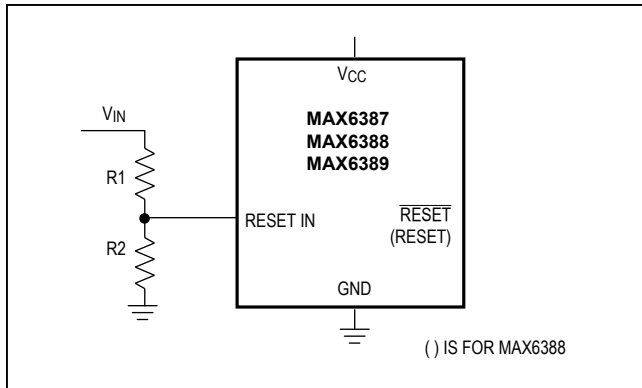 VCC
VIN
MAX6387
MAX6388
MAX6389
R1
RESET IN
RESET
(RESET)
R2
GND
( ) IS FOR MAX6388